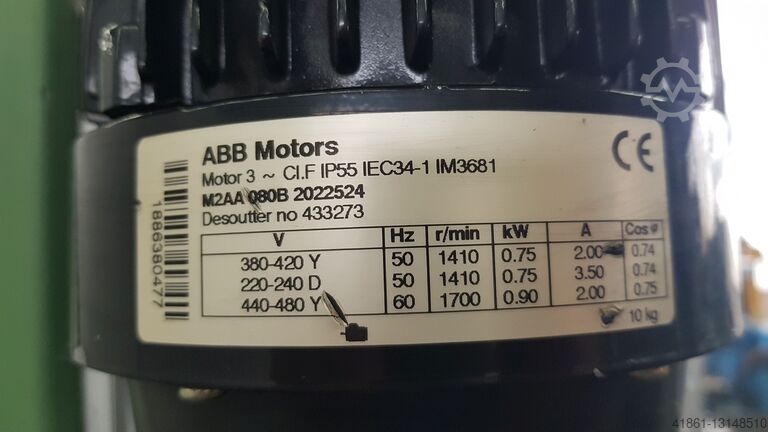 ABB Motors
CE
Motor 3 ~ Cl.F IP55 IEC34-1 IM3681
M2AA 080B 2022524
Desoutter no 433273
1886380477
V Hz r/min kW A Cos φ
380-420 Y 50 1410 0.75 2.00 0.74
220-240 D 50 1410 0.75 3.50 0.74
440-480 Y 60 1700 0.90 2.00 0.75
10 kg
41861-13148510